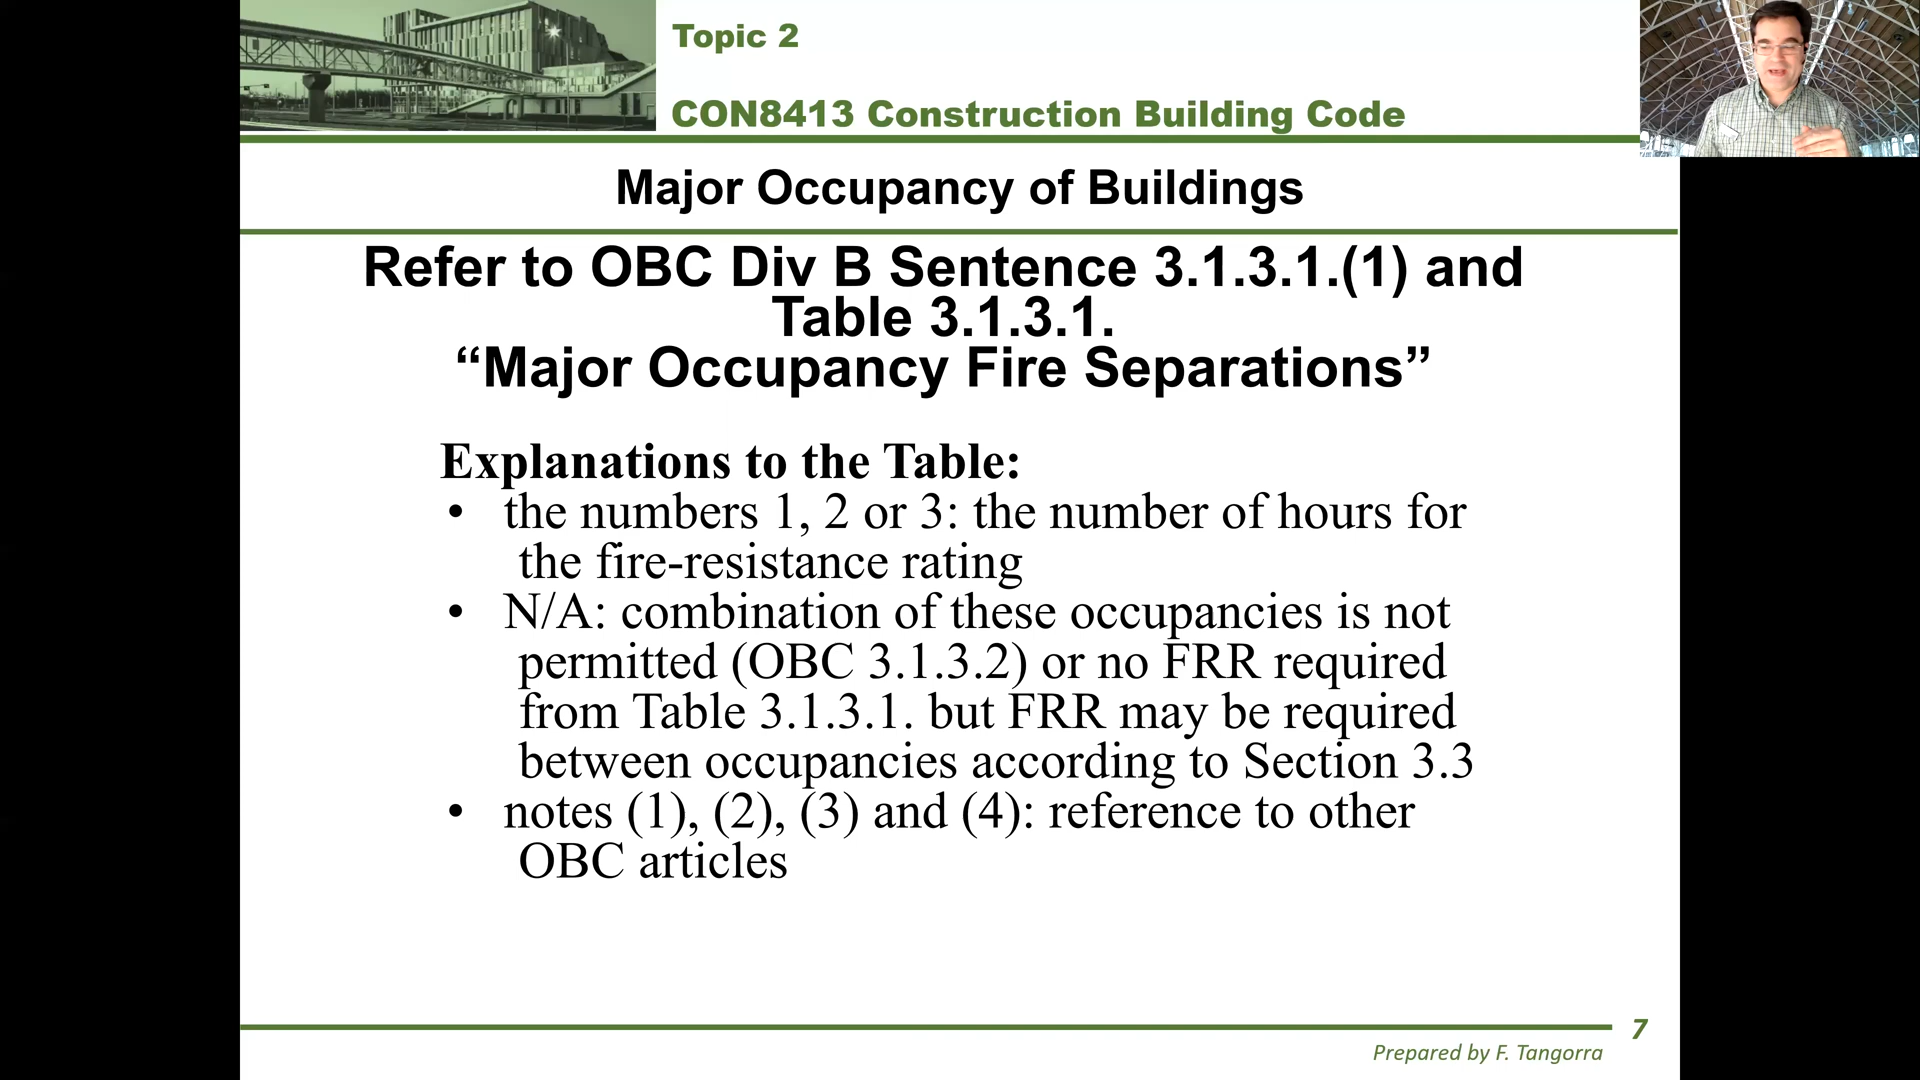 Topic 2
CON8413 Construction Building Code
Major Occupancy of Buildings
Refer to OBC Div B Sentence 3.1.3.1.(1) and
Table 3.1.3.1.
“Major Occupancy Fire Separations”
Explanations to the Table:
• the numbers 1, 2 or 3: the number of hours for
the fire-resistance rating
• N/A: combination of these occupancies is not
permitted (OBC 3.1.3.2) or no FRR required
from Table 3.1.3.1. but FRR may be required
between occupancies according to Section 3.3
• notes (1), (2), (3) and (4): reference to other
OBC articles
7
Prepared by F. Tangorra